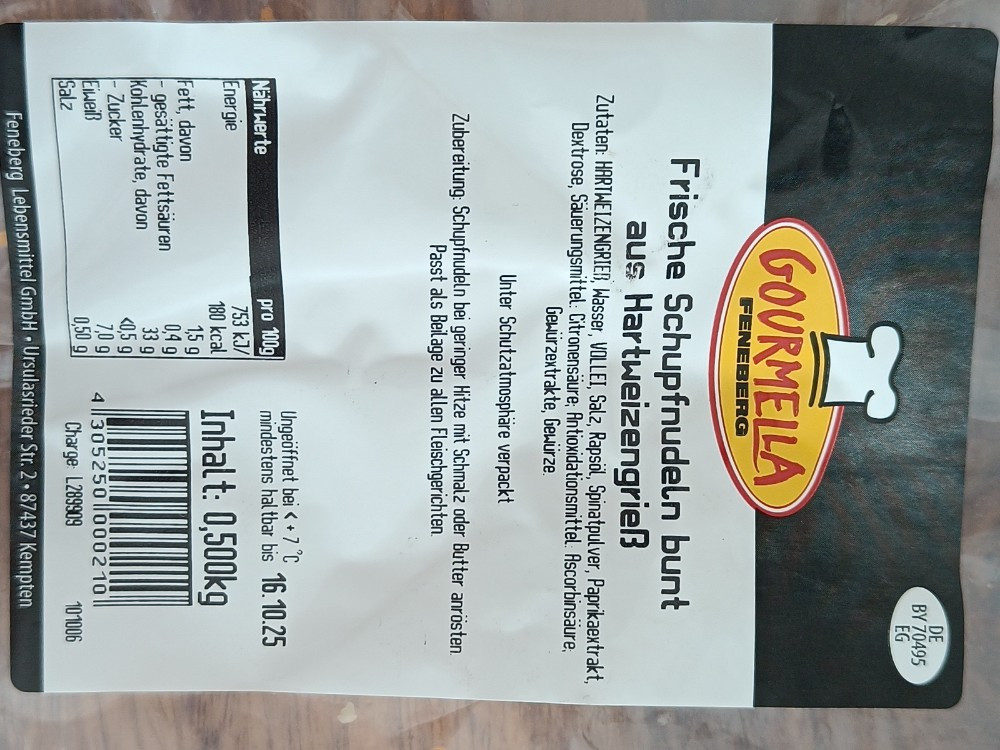 GOURMELLA
FENEBERG
DE
BY 70495
EG
Frische Schupfnudeln bunt
aus Hartweizengrieß
Zutaten: HARTWEIZENGRIEß, Wasser, VOLLEI, Salz, Rapsöl, Spinatpulver, Paprikaextrakt,
Dextrose, Säuerungsmittel: Citronensäure; Antioxidationsmittel: Ascorbinsäure,
Gewürzextrakte, Gewürze.
Unter Schutzatmosphäre verpackt
Zubereitung: Schupfnudeln bei geringer Hitze mit Schmalz oder Butter anrösten.
Passt als Beilage zu allen Fleischgerichten.
Nährwerte pro 100g
Energie 753 kJ/
180 kcal
Fett, davon 1,5 g
- gesättigte Fettsäuren 0,4 g
Kohlenhydrate, davon 33 g
- Zucker <0,5 g
Eiweiß 7,0 g
Salz 0,50 g
Ungeöffnet bei < + 7 °C
mindestens haltbar bis 16.10.25
Inhalt: 0,500kg
4 305250 000210
Charge: L289989 101006
Feneberg Lebensmittel GmbH • Ursulasrieder Str. 2 • 87437 Kempten